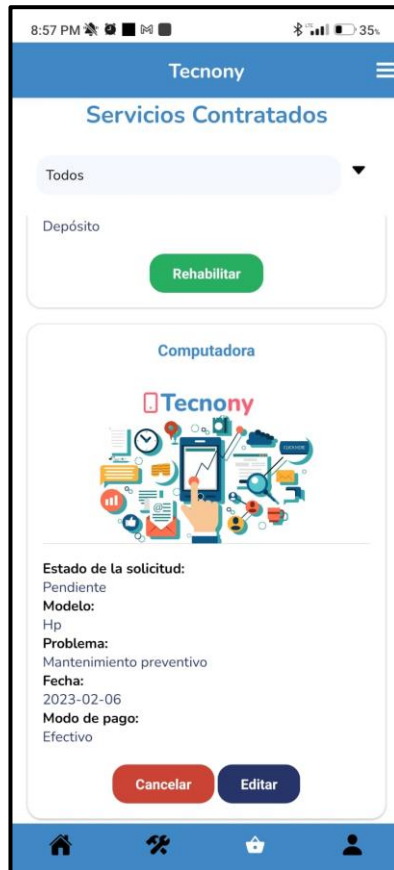 8:57 PM 35%
Tecnony
Servicios Contratados
Todos
Depósito
Rehabilitar
Computadora
Tecnony
Estado de la solicitud:
Pendiente
Modelo:
Hp
Problema:
Mantenimiento preventivo
Fecha:
2023-02-06
Modo de pago:
Efectivo
Cancelar Editar